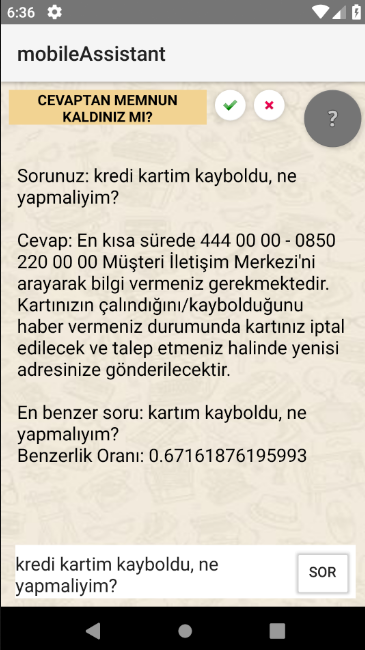 6:36
mobileAssistant
CEVAPTAN MEMNUN
KALDINIZ MI?
?
Sorunuz: kredi kartim kayboldu, ne
yapmaliyim?
Cevap: En kısa sürede 444 00 00 - 0850
220 00 00 Müşteri İletişim Merkezi'ni
arayarak bilgi vermeniz gerekmektedir.
Kartınızın çalındığını/kaybolduğunu
haber vermeniz durumunda kartınız iptal
edilecek ve talep etmeniz halinde yenisi
adresinize gönderilecektir.
En benzer soru: kartım kayboldu, ne
yapmalıyım?
Benzerlik Oranı: 0.67161876195993
kredi kartim kayboldu, ne
yapmaliyim?
SOR